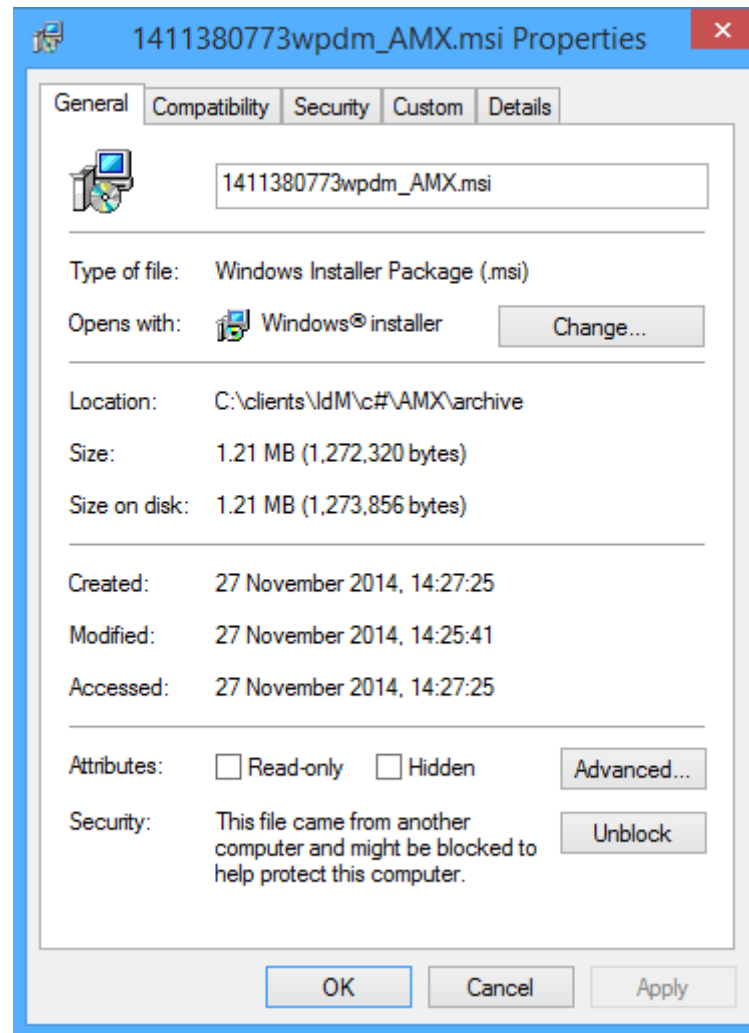 1411380773wpdm_AMX.msi Properties
General Compatibility Security Custom Details
1411380773wpdm_AMX.msi
Type of file: Windows Installer Package (.msi)
Opens with: Windows® installer Change...
Location: C:\clients\IdM\c#\AMX\archive
Size: 1.21 MB (1,272,320 bytes)
Size on disk: 1.21 MB (1,273,856 bytes)
Created: 27 November 2014, 14:27:25
Modified: 27 November 2014, 14:25:41
Accessed: 27 November 2014, 14:27:25
Attributes: Read-only Hidden Advanced...
Security: This file came from another
computer and might be blocked to
help protect this computer.
Unblock
OK Cancel Apply